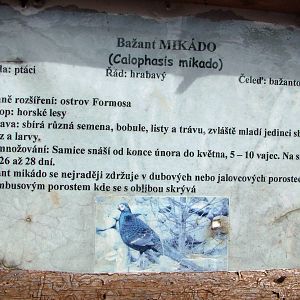 Bažant MIKÁDO
(Calophasis mikado)
da: ptáci Řád: hrabavý Čeleď: bažanto
ně rozšíření: ostrov Formosa
op: horské lesy
ava: sbírá různá semena, bobule, listy a trávu, zvláště mladí jedinci sb
z a larvy.
množování: Samice snáší od konce února do května, 5 – 10 vajec. Na s
26 až 28 dní.
ant mikádo se nejraději zdržuje v dubových nebo jalovcových porostec
mbusovým porostem kde se s oblibou skrývá